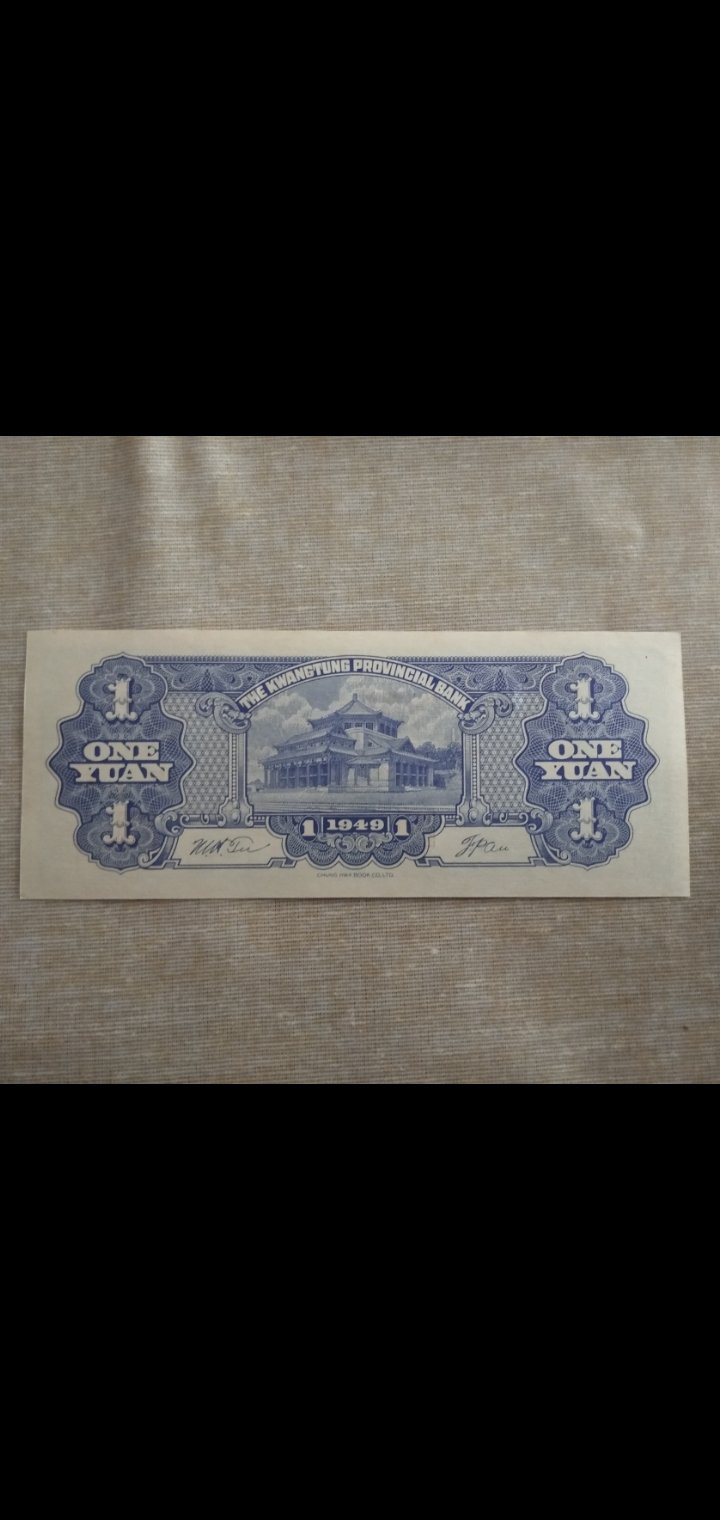 THE KWANGTUNG PROVINCIAL BANK
1
1
ONE
YUAN
ONE
YUAN
1
1
1 1949 1
CHUNG HWA BOOK CO., LTD.